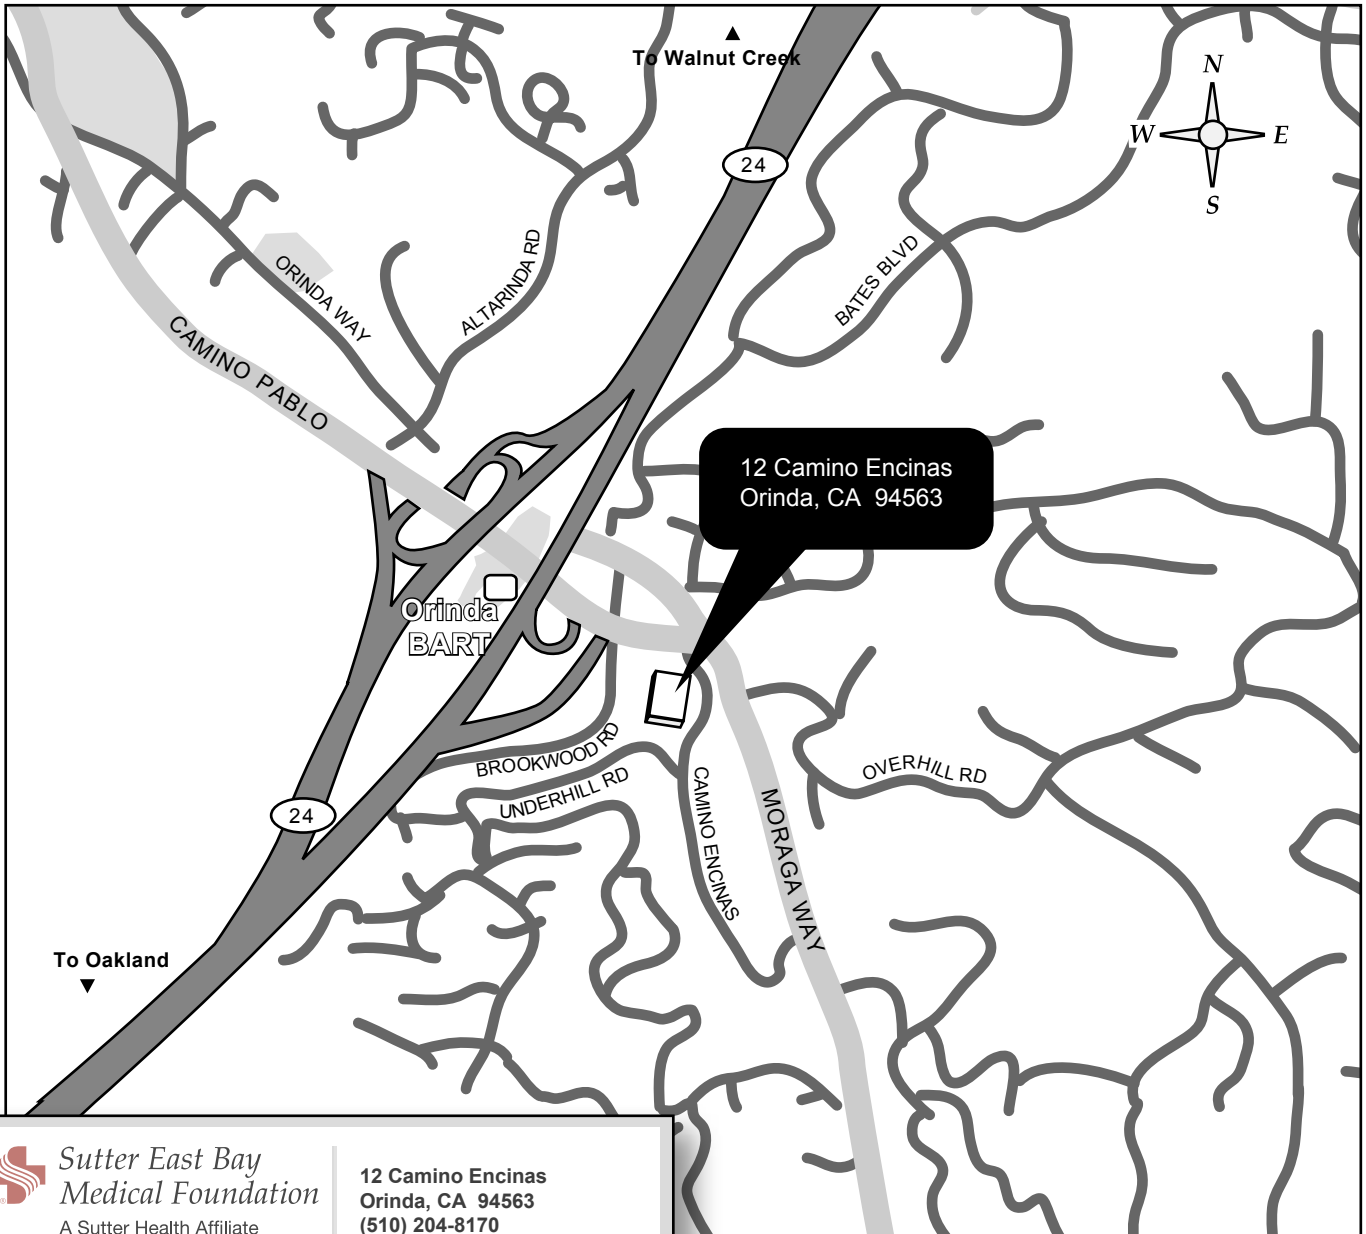 To Walnut Creek
N
W
E
S
24
ORINDA WAY
ALTARINDA RD
BATES BLVD
CAMINO PABLO
12 Camino Encinas
Orinda, CA 94563
Orinda
BART
BROOKWOOD RD
UNDERHILL RD
CAMINO ENCINAS
MORAGA WAY
OVERHILL RD
24
To Oakland
Sutter East Bay
Medical Foundation
A Sutter Health Affiliate
12 Camino Encinas
Orinda, CA 94563
(510) 204-8170